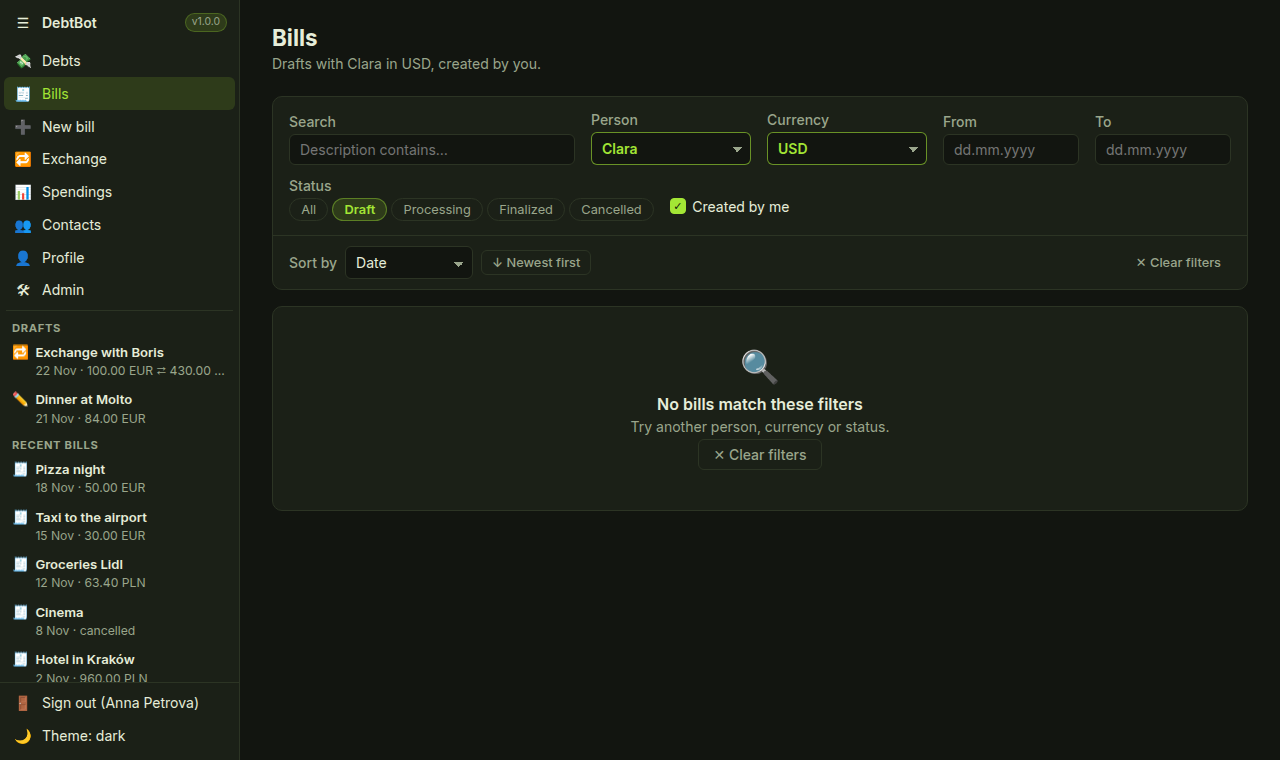 ☰ DebtBot v1.0.0
💸 Debts
🧾 Bills
➕ New bill
🔁 Exchange
📊 Spendings
👥 Contacts
👤 Profile
🛠 Admin
DRAFTS
🔁 Exchange with Boris
22 Nov · 100.00 EUR ⇄ 430.00 ...
✏️ Dinner at Molto
21 Nov · 84.00 EUR
RECENT BILLS
🧾 Pizza night
18 Nov · 50.00 EUR
🧾 Taxi to the airport
15 Nov · 30.00 EUR
🧾 Groceries Lidl
12 Nov · 63.40 PLN
🧾 Cinema
8 Nov · cancelled
🧾 Hotel in Kraków
2 Nov · 960.00 PLN
🚪 Sign out (Anna Petrova)
🌙 Theme: dark
Bills
Drafts with Clara in USD, created by you.
Search Person Currency From To
Description contains... Clara USD dd.mm.yyyy dd.mm.yyyy
Status
All Draft Processing Finalized Cancelled ✓ Created by me
Sort by Date ↓ Newest first ✕ Clear filters
No bills match these filters
Try another person, currency or status.
✕ Clear filters